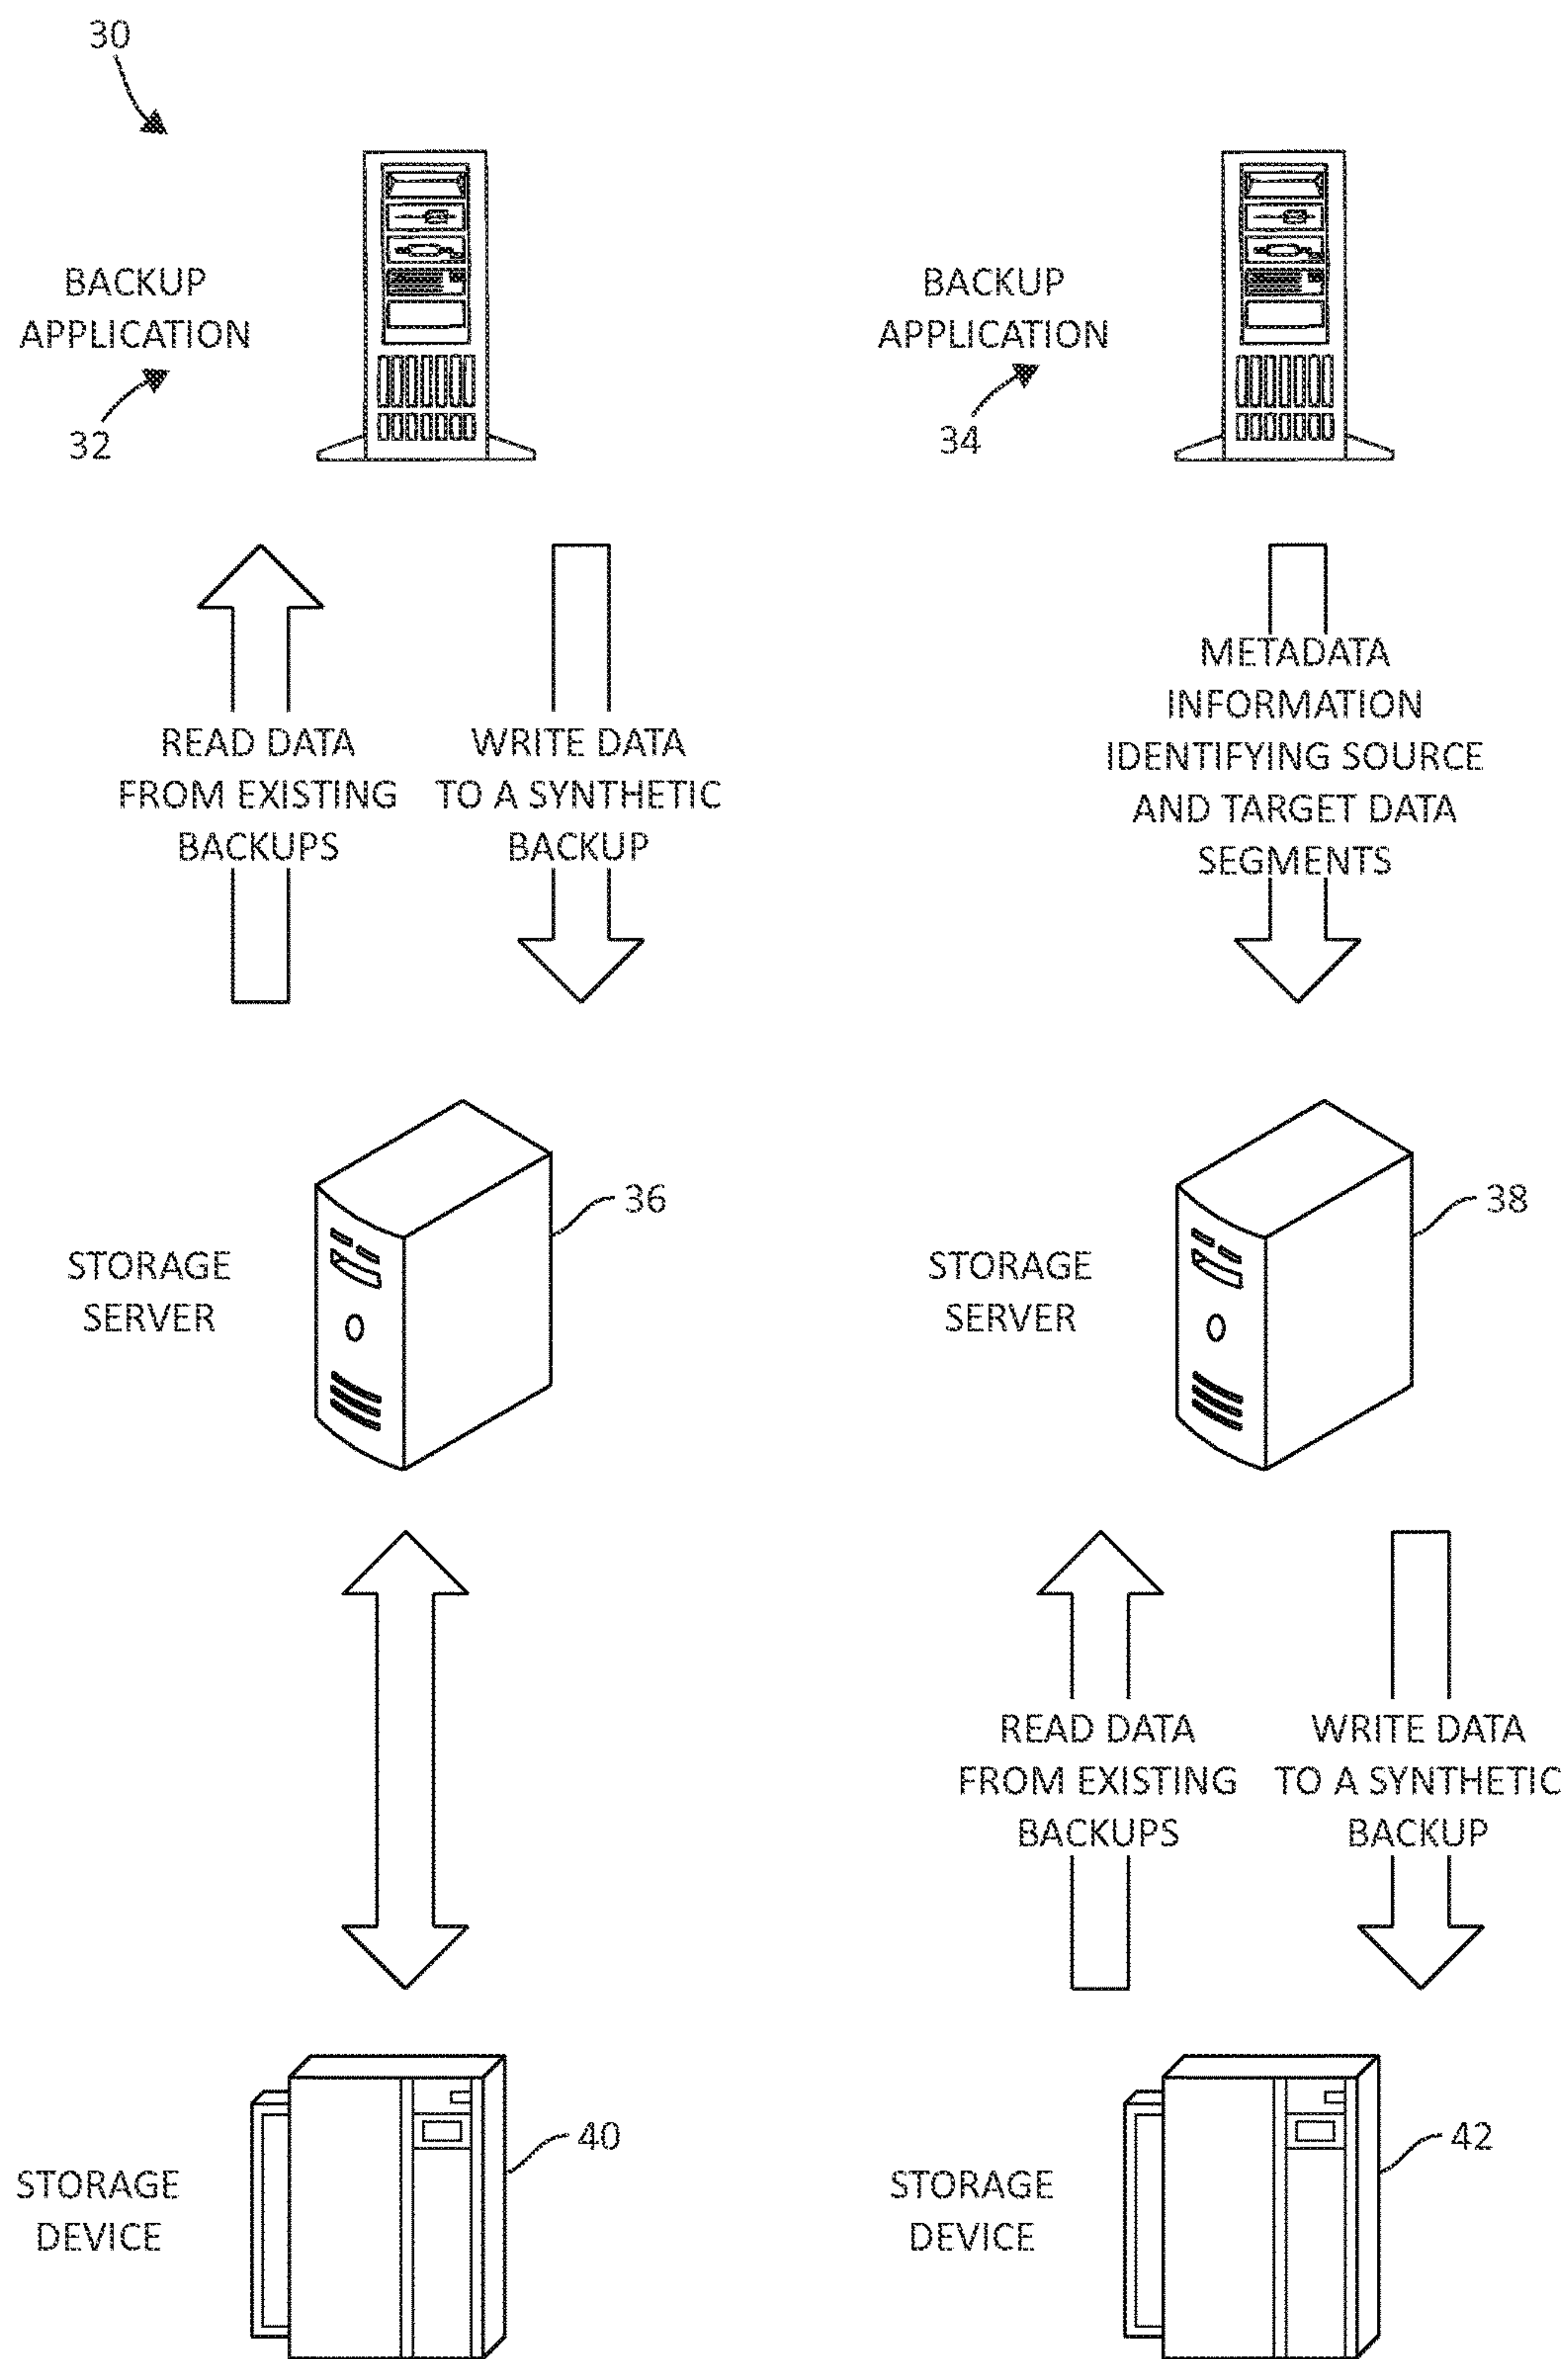 30
BACKUP
APPLICATION
32
BACKUP
APPLICATION
34
READ DATA
FROM EXISTING
BACKUPS
WRITE DATA
TO A SYNTHETIC
BACKUP
METADATA
INFORMATION
IDENTIFYING SOURCE
AND TARGET DATA
SEGMENTS
STORAGE
SERVER
36
STORAGE
SERVER
38
READ DATA
FROM EXISTING
BACKUPS
WRITE DATA
TO A SYNTHETIC
BACKUP
STORAGE
DEVICE
40
STORAGE
DEVICE
42